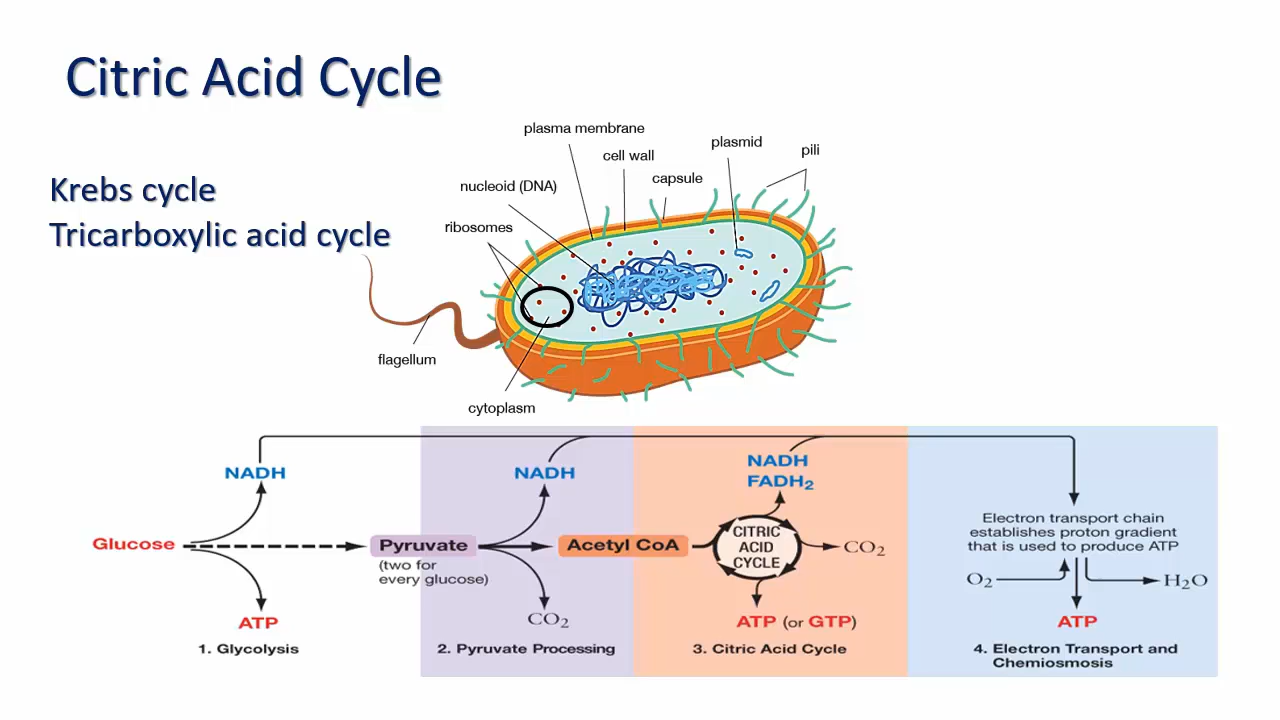 Citric Acid Cycle
Krebs cycle
Tricarboxylic acid cycle
plasma membrane
cell wall
plasmid
pili
capsule
nucleoid (DNA)
ribosomes
flagellum
cytoplasm
NADH
NADH
NADH
FADH₂
Glucose
Pyruvate
(two for
every glucose)
Acetyl CoA
CITRIC
ACID
CYCLE
CO₂
Electron transport chain
establishes proton gradient
that is used to produce ATP
O₂
H₂O
ATP
CO₂
ATP (or GTP)
ATP
1. Glycolysis
2. Pyruvate Processing
3. Citric Acid Cycle
4. Electron Transport and
Chemiosmosis